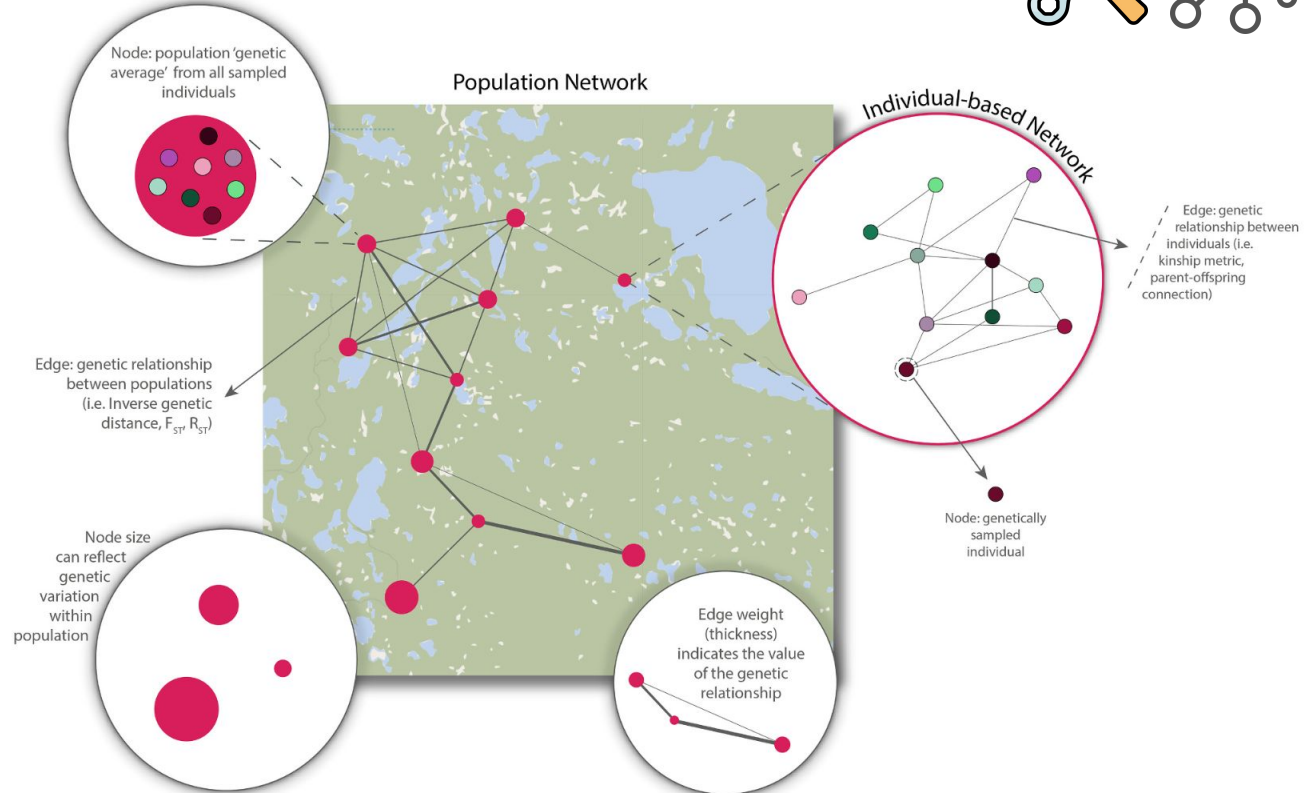 Node: population ‘genetic
average’ from all sampled
individuals
Population Network
Individual-based Network
Edge: genetic
relationship between
individuals (i.e.
kinship metric,
parent-offspring
connection)
Edge: genetic relationship
between populations
(i.e. Inverse genetic
distance, FST, RST)
Node: genetically
sampled
individual
Node size
can reflect
genetic
variation
within
population
Edge weight
(thickness)
indicates the value
of the genetic
relationship